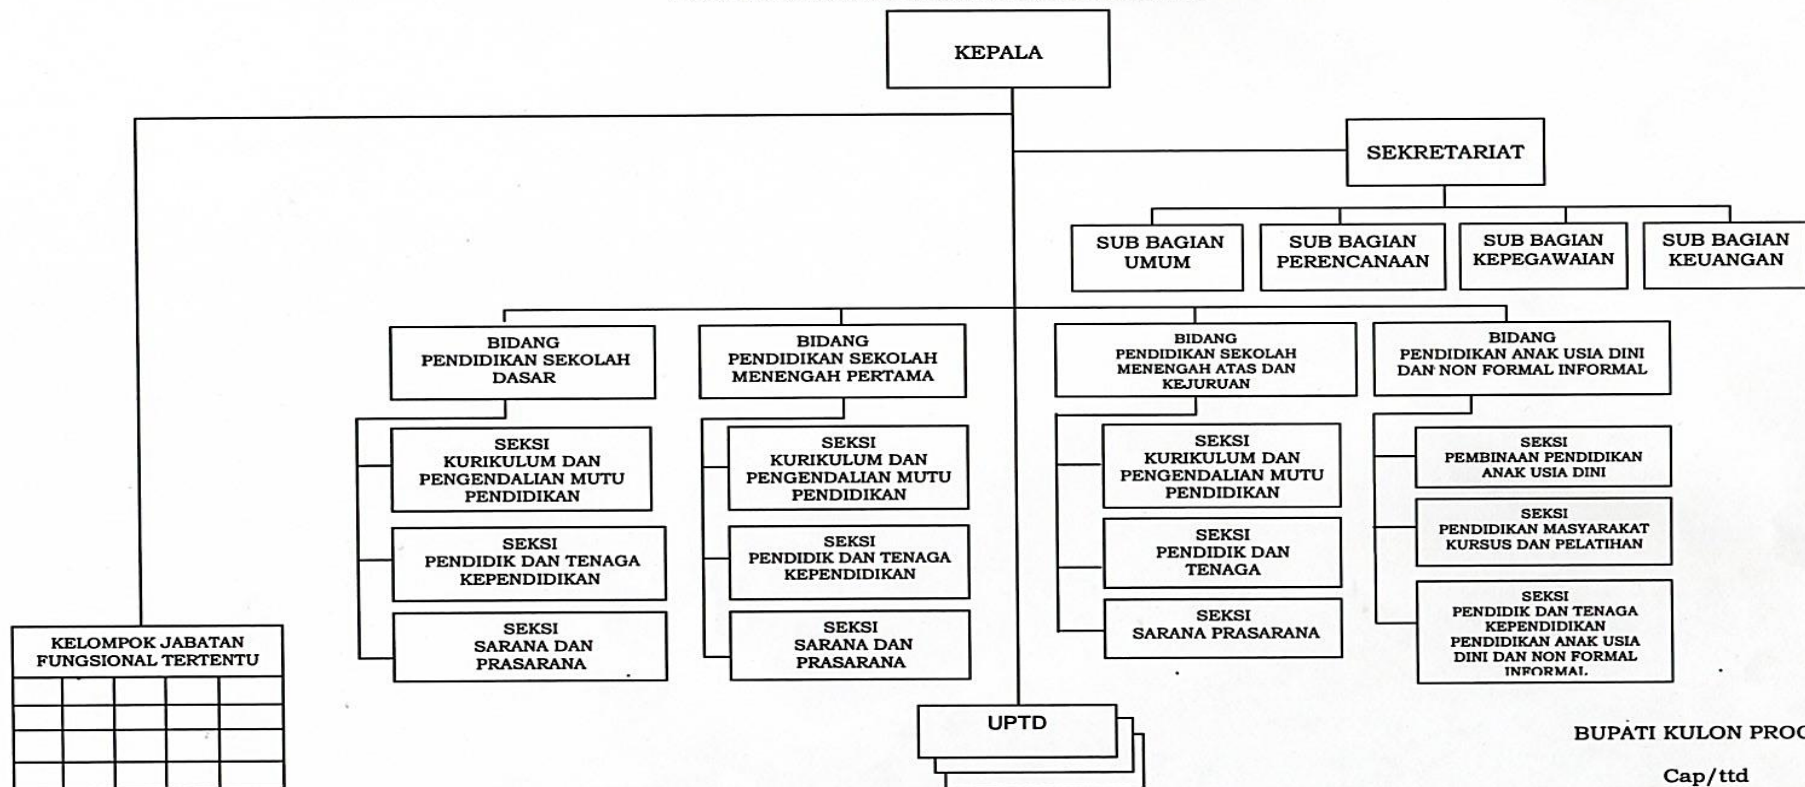 KEPALA
SEKRETARIAT
SUB BAGIAN
UMUM
SUB BAGIAN
PERENCANAAN
SUB BAGIAN
KEPEGAWAIAN
SUB BAGIAN
KEUANGAN
BIDANG
PENDIDIKAN SEKOLAH
DASAR
BIDANG
PENDIDIKAN SEKOLAH
MENENGAH PERTAMA
BIDANG
PENDIDIKAN SEKOLAH
MENENGAH ATAS DAN
KEJURUAN
BIDANG
PENDIDIKAN ANAK USIA DINI
DAN NON FORMAL INFORMAL
SEKSI
KURIKULUM DAN
PENGENDALIAN MUTU
PENDIDIKAN
SEKSI
PENDIDIK DAN TENAGA
KEPENDIDIKAN
SEKSI
SARANA DAN
PRASARANA
SEKSI
KURIKULUM DAN
PENGENDALIAN MUTU
PENDIDIKAN
SEKSI
PENDIDIK DAN TENAGA
KEPENDIDIKAN
SEKSI
SARANA DAN
PRASARANA
SEKSI
KURIKULUM DAN
PENGENDALIAN MUTU
PENDIDIKAN
SEKSI
PENDIDIK DAN
TENAGA
SEKSI
SARANA PRASARANA
SEKSI
PEMBINAAN PENDIDIKAN
ANAK USIA DINI
SEKSI
PENDIDIKAN MASYARAKAT
KURSUS DAN PELATIHAN
SEKSI
PENDIDIK DAN TENAGA
KEPENDIDIKAN
PENDIDIKAN ANAK USIA
DINI DAN NON FORMAL
INFORMAL
KELOMPOK JABATAN
FUNGSIONAL TERTENTU
UPTD
BUPATI KULON
Cap/ttd